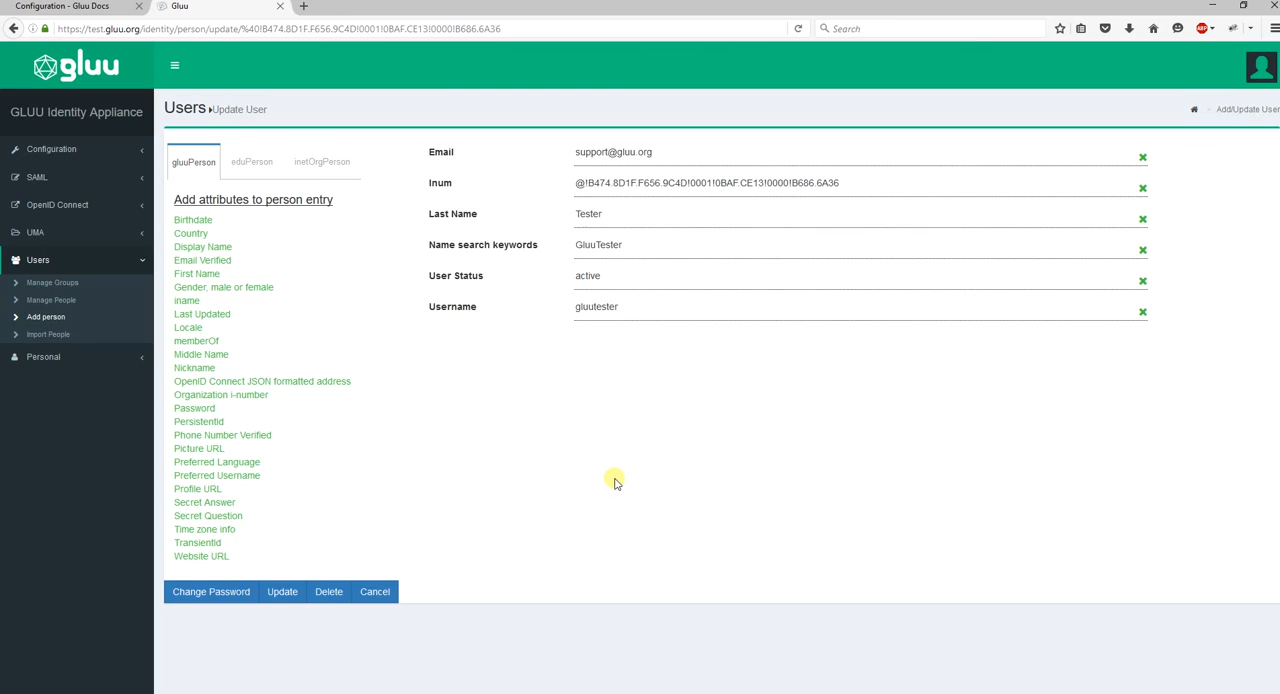 Configuration - Gluu Docs
Gluu
https://test.gluu.org/identity/person/update/%40!B474.8D1F.F656.9C4D!0001!0BAF.CE13!0000!B686.6A36
Search
ABP
gluu
GLUU Identity Appliance
Users Update User
Add/Update User
Configuration
SAML
OpenID Connect
UMA
Users
Manage Groups
Manage People
Add person
Import People
Personal
gluuPerson eduPerson inetOrgPerson
Add attributes to person entry
Birthdate
Country
Display Name
Email Verified
First Name
Gender, male or female
iname
Last Updated
Locale
memberOf
Middle Name
Nickname
OpenID Connect JSON formatted address
Organization i-number
Password
PersistentId
Phone Number Verified
Picture URL
Preferred Language
Preferred Username
Profile URL
Secret Answer
Secret Question
Time zone info
TransientId
Website URL
Email support@gluu.org
Inum @!B474.8D1F.F656.9C4D!0001!0BAF.CE13!0000!B686.6A36
Last Name Tester
Name search keywords GluuTester
User Status active
Username gluutester
Change Password Update Delete Cancel